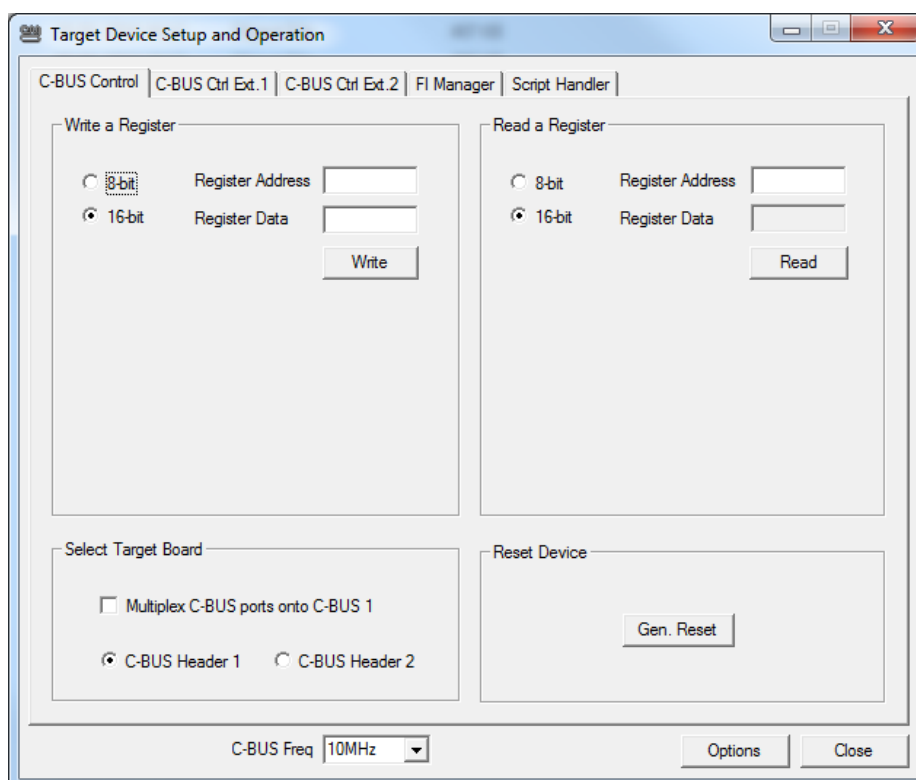 Target Device Setup and Operation
C-BUS Control C-BUS Ctrl Ext.1 C-BUS Ctrl Ext.2 FI Manager Script Handler
Write a Register
8-bit Register Address
16-bit Register Data
Write
Read a Register
8-bit Register Address
16-bit Register Data
Read
Select Target Board
Multiplex C-BUS ports onto C-BUS 1
C-BUS Header 1 C-BUS Header 2
Reset Device
Gen. Reset
C-BUS Freq 10MHz Options Close